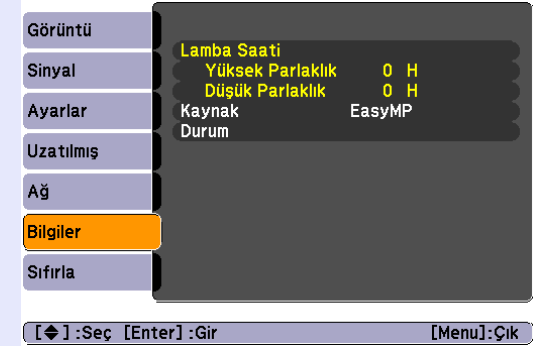 Görüntü
Sinyal
Ayarlar
Uzatılmış
Ağ
Bilgiler
Sıfırla
Lamba Saati
Yüksek Parlaklık 0 H
Düşük Parlaklık 0 H
Kaynak EasyMP
Durum
[◆] :Seç [Enter] :Gir [Menu]:Çık